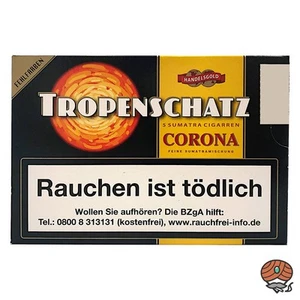 FEHLFARBEN
HANDELSGOLD
TROPENSCHATZ
5 SUMATRA CIGARREN
CORONA
FEINE SUMATRAMISCHUNG
Rauchen ist tödlich
Wollen Sie aufhören? Die BZgA hilft:
Tel.: 0800 8 313131 (kostenfrei), www.rauchfrei-info.de